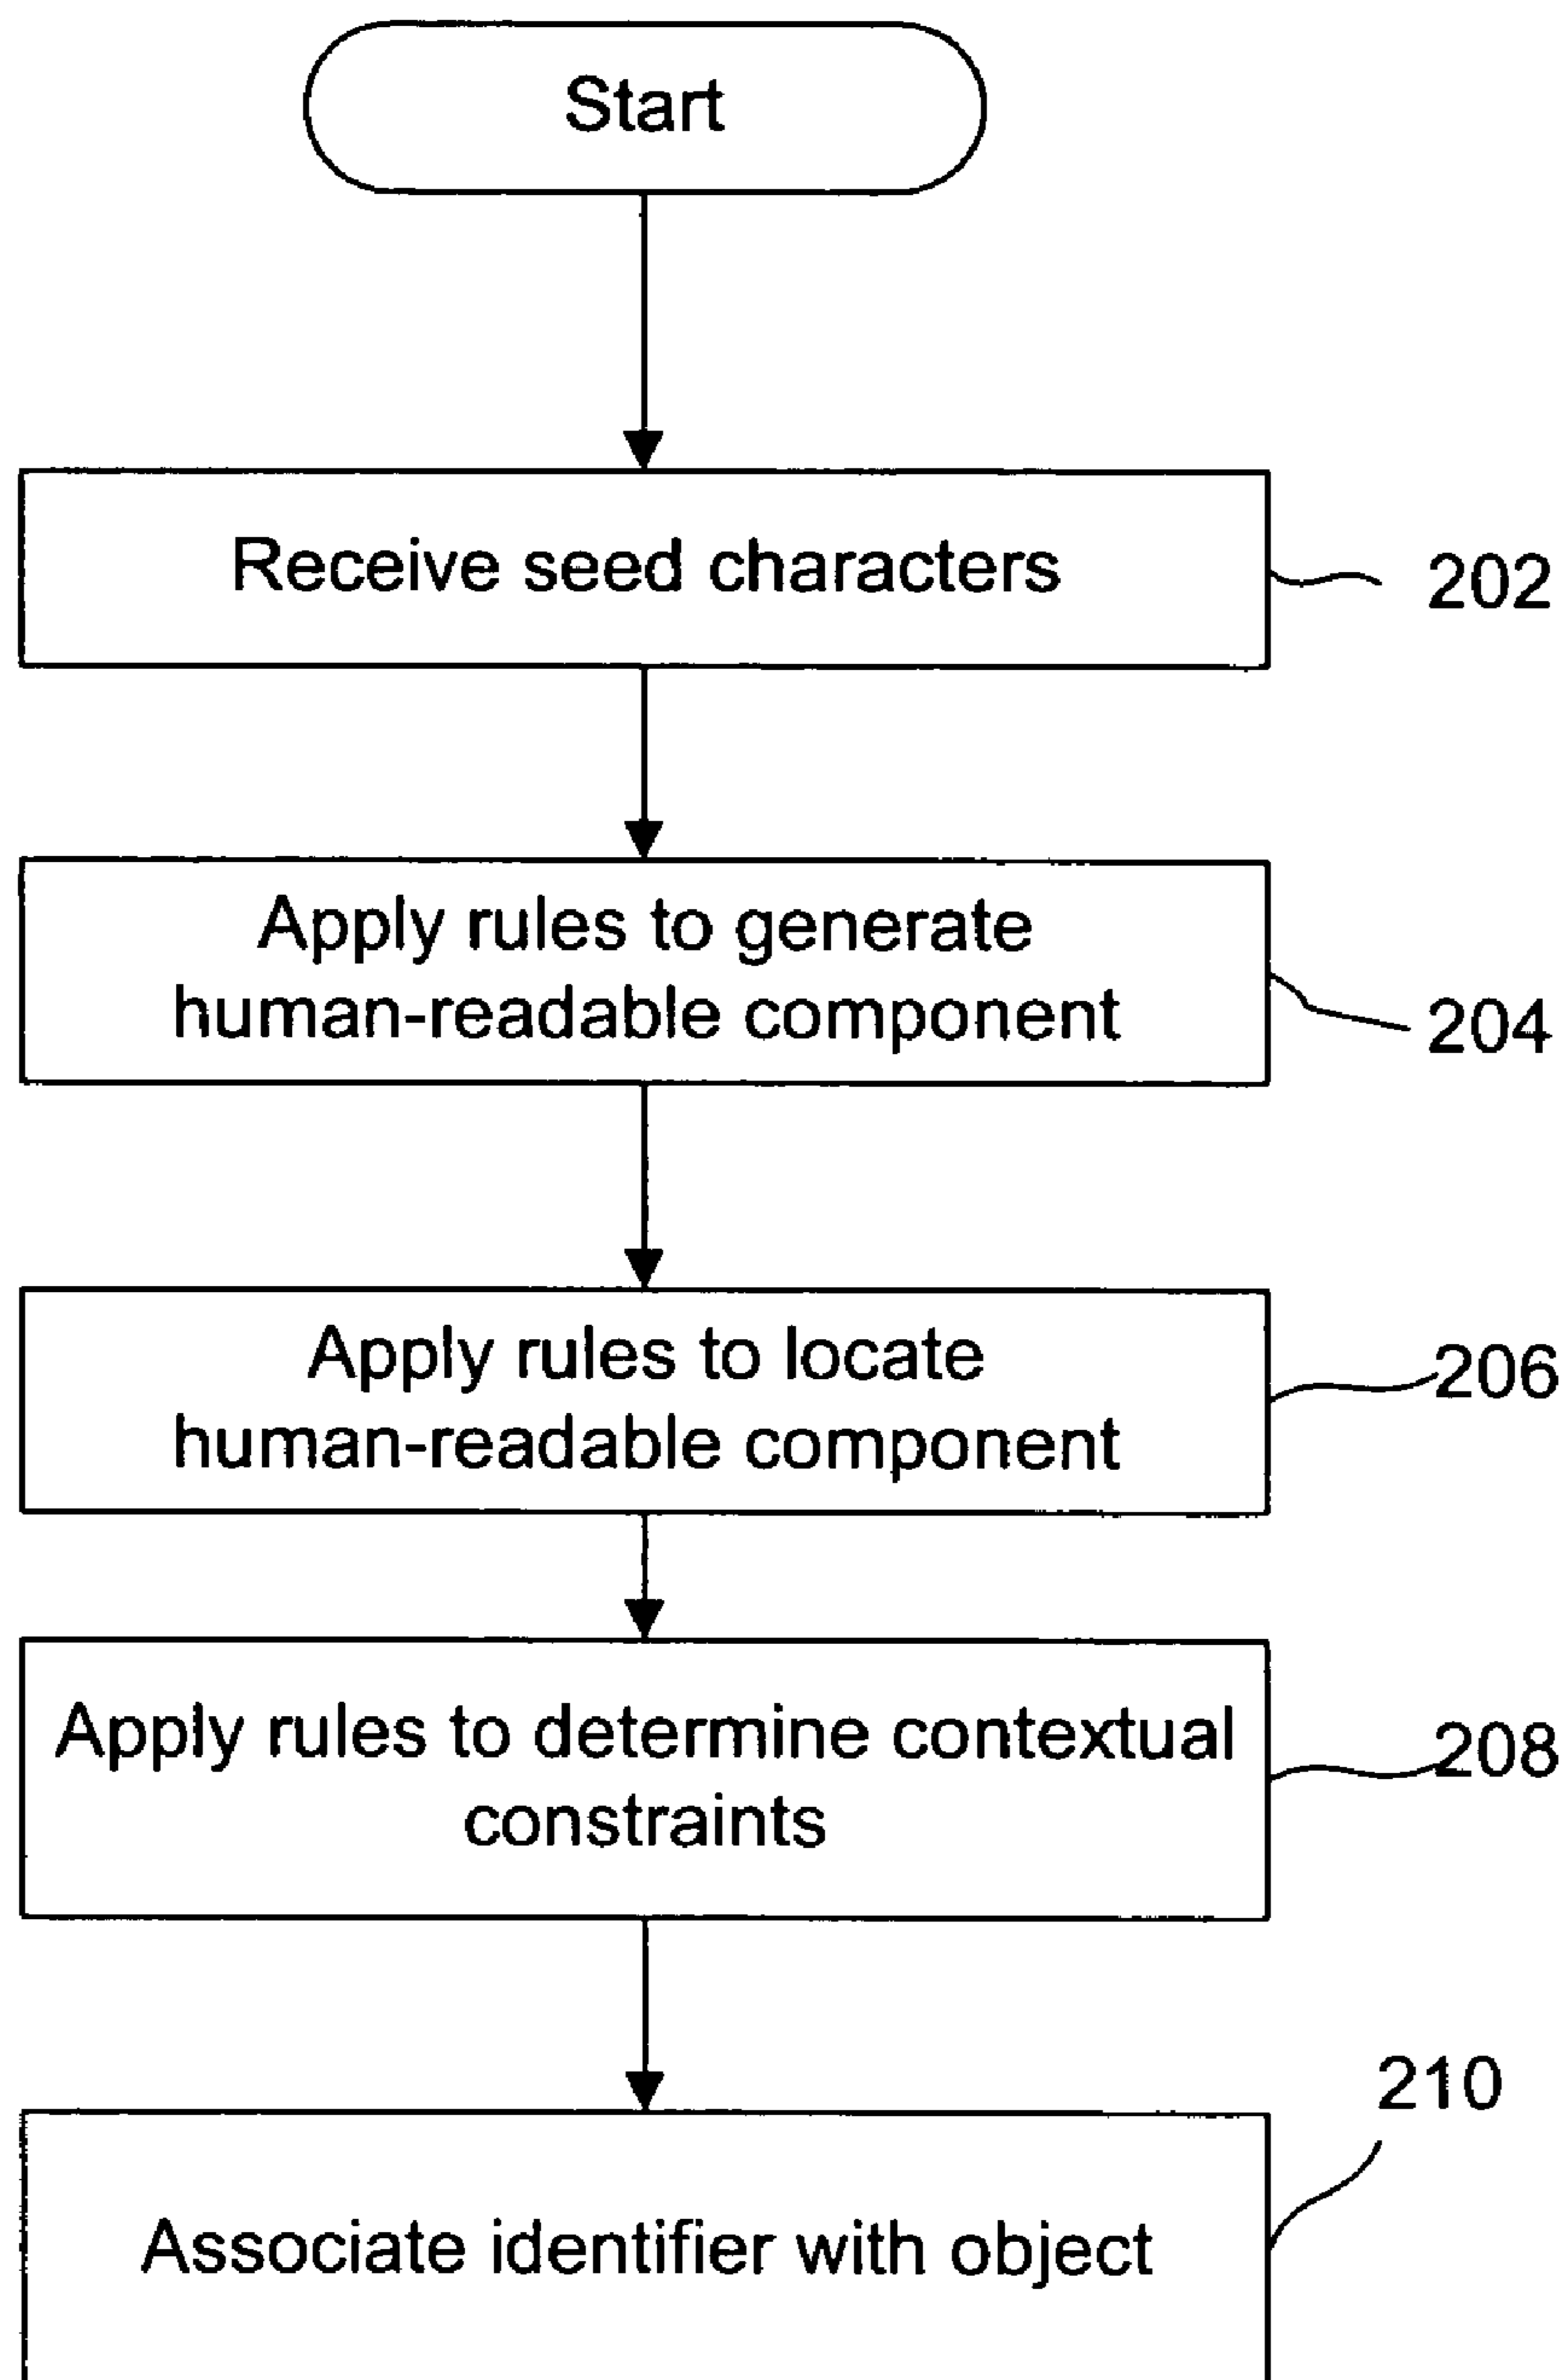 Start
Receive seed characters
202
Apply rules to generate
human-readable component
204
Apply rules to locate
human-readable component
206
Apply rules to determine contextual
constraints
208
210
Associate identifier with object